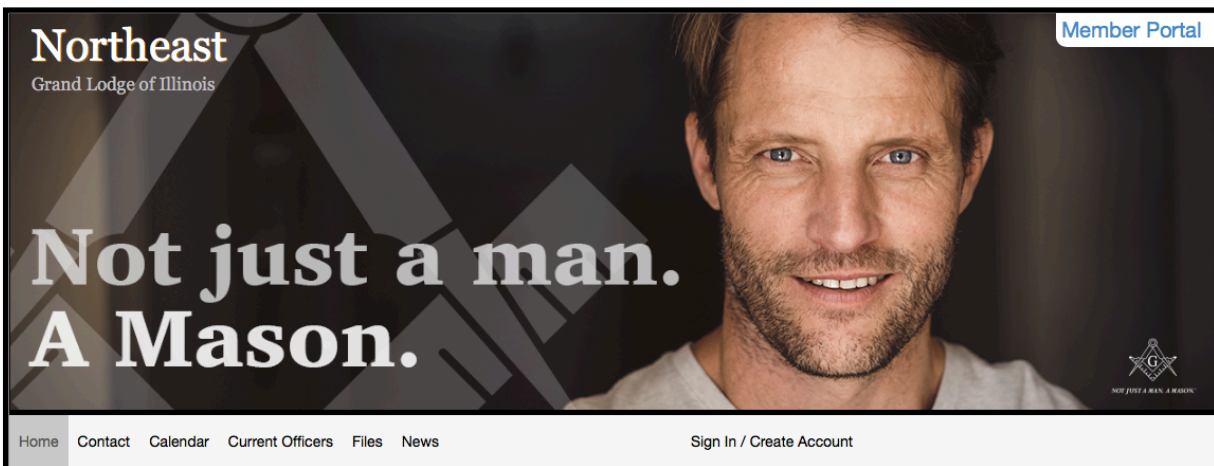 Northeast
Grand Lodge of Illinois
Member Portal
Not just a man.
A Mason.
G
NOT JUST A MAN. A MASON.
Home Contact Calendar Current Officers Files News Sign In / Create Account